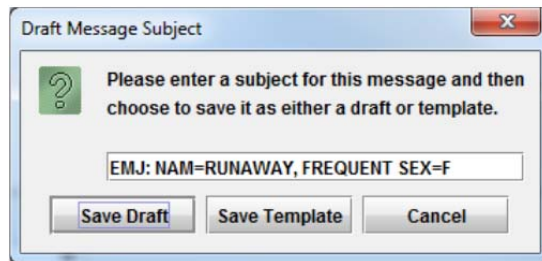 Draft Message Subject
Please enter a subject for this message and then
choose to save it as either a draft or template.
EMJ: NAM=RUNAWAY, FREQUENT SEX=F
Save Draft Save Template Cancel